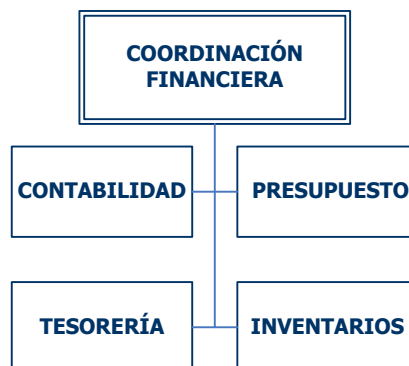 COORDINACIÓN
FINANCIERA
CONTABILIDAD
PRESUPUESTO
TESORERÍA
INVENTARIOS